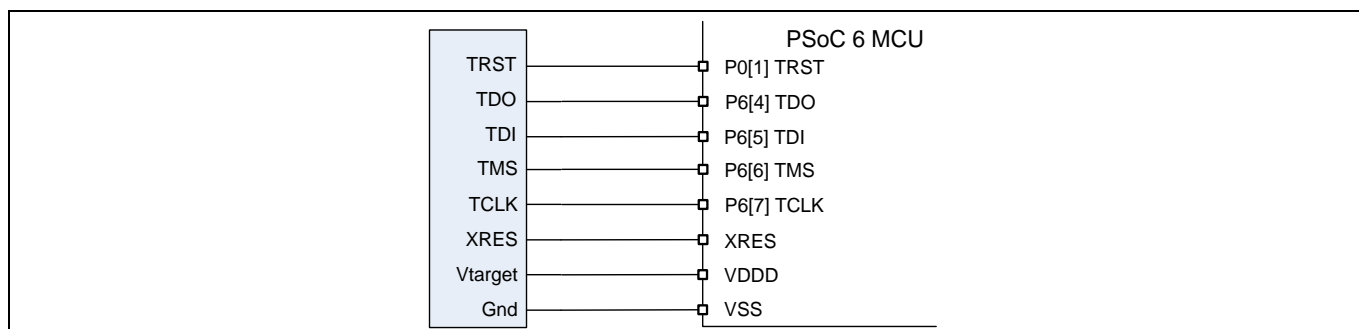 PSoC 6 MCU
TRST P0[1] TRST
TDO P6[4] TDO
TDI P6[5] TDI
TMS P6[6] TMS
TCLK P6[7] TCLK
XRES XRES
Vtarget VDDD
Gnd VSS